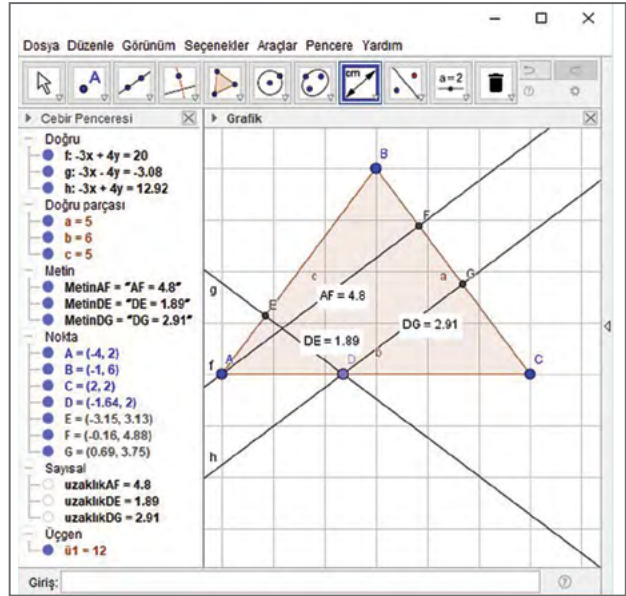 Dosya Düzenle Görünüm Seçenekler Araçlar Pencere Yardım
A
cm
a=2
Cebir Penceresi
Grafik
Doğru
f: -3x + 4y = 20
g: -3x - 4y = -3.08
h: -3x + 4y = 12.92
Doğru parçası
a = 5
b = 6
c = 5
Metin
MetinAF = "AF = 4.8"
MetinDE = "DE = 1.89"
MetinDG = "DG = 2.91"
Nokta
A = (-4, 2)
B = (-1, 6)
C = (2, 2)
D = (-1.64, 2)
E = (-3.15, 3.13)
F = (-0.16, 4.88)
G = (0.69, 3.75)
Sayısal
uzaklıkAF = 4.8
uzaklıkDE = 1.89
uzaklıkDG = 2.91
Üçgen
ü1 = 12
B
F
c
a
G
g
AF = 4.8
E
DG = 2.91
DE = 1.89
f
A
D
b
C
h
Giriş: